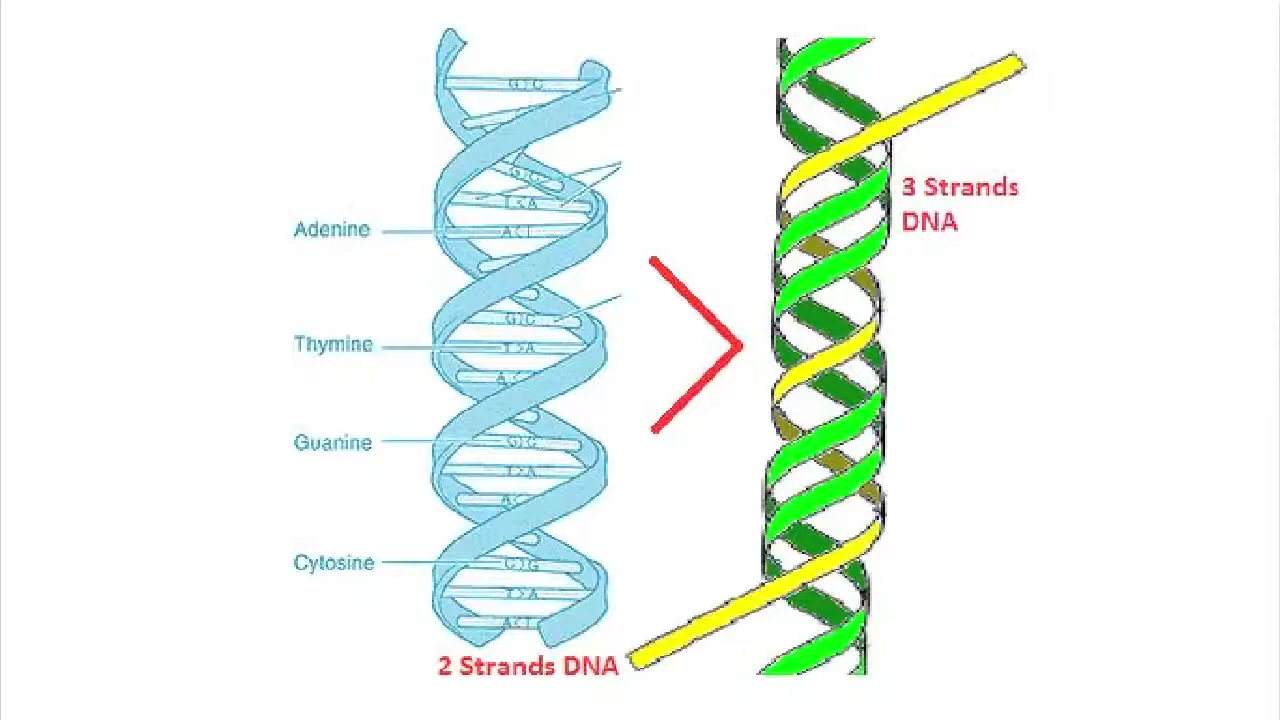 G C
G C
T A
3 Strands
DNA
Adenine
A
G C
Thymine
T A
A
Guanine
G G
T A
A
Cytosine
G G
T A
A T
2 Strands DNA